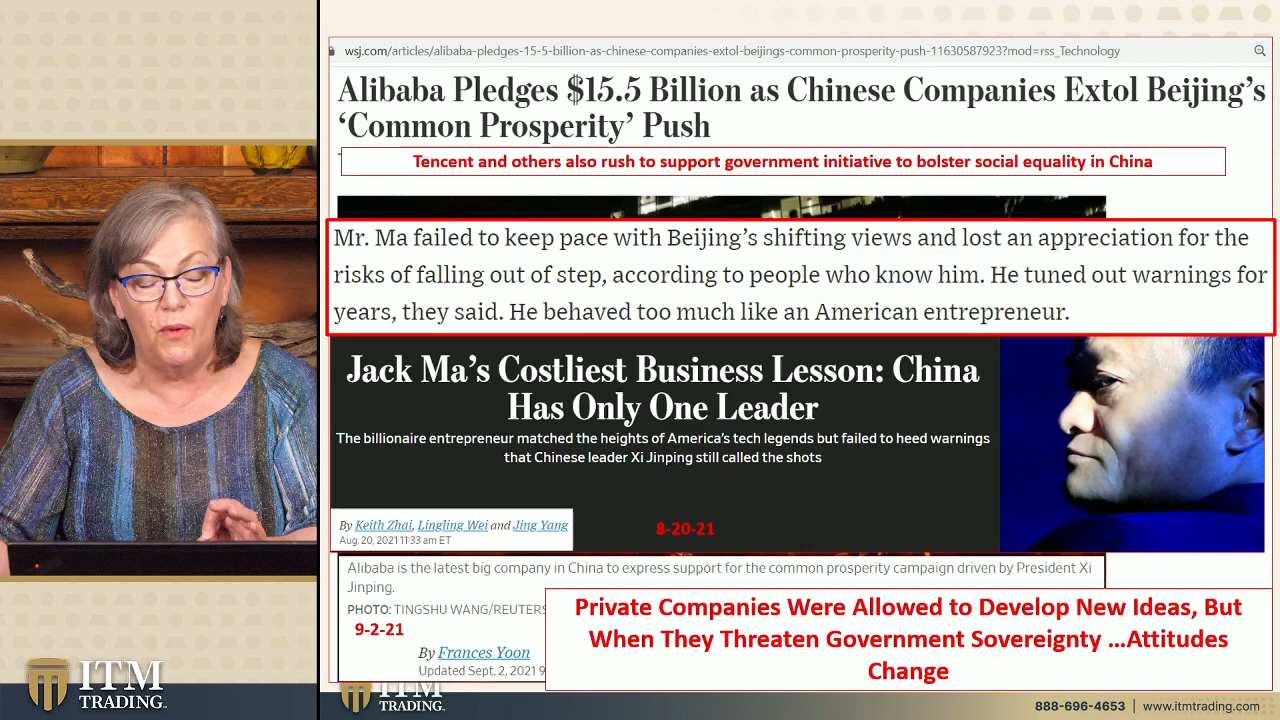 wsj.com/articles/alibaba-pledges-15-5-billion-as-chinese-companies-extol-beijings-common-prosperity-push-11630587923?mod=rss_Technology
Alibaba Pledges $15.5 Billion as Chinese Companies Extol Beijing’s
‘Common Prosperity’ Push
Tencent and others also rush to support government initiative to bolster social equality in China
Mr. Ma failed to keep pace with Beijing’s shifting views and lost an appreciation for the
risks of falling out of step, according to people who know him. He tuned out warnings for
years, they said. He behaved too much like an American entrepreneur.
Jack Ma’s Costliest Business Lesson: China
Has Only One Leader
The billionaire entrepreneur matched the heights of America’s tech legends but failed to heed warnings
that Chinese leader Xi Jinping still called the shots
By Keith Zhai, Lingling Wei and Jing Yang
Aug. 20, 2021 11:33 am ET
8-20-21
Alibaba is the latest big company in China to express support for the common prosperity campaign driven by President Xi
Jinping.
PHOTO: TINGSHU WANG/REUTERS
9-2-21
By Frances Yoon
Updated Sept. 2, 2021 9
Private Companies Were Allowed to Develop New Ideas, But
When They Threaten Government Sovereignty ...Attitudes
Change
ITM
TRADING
ITM
TRADING.
888-696-4653 | www.itmtrading.com